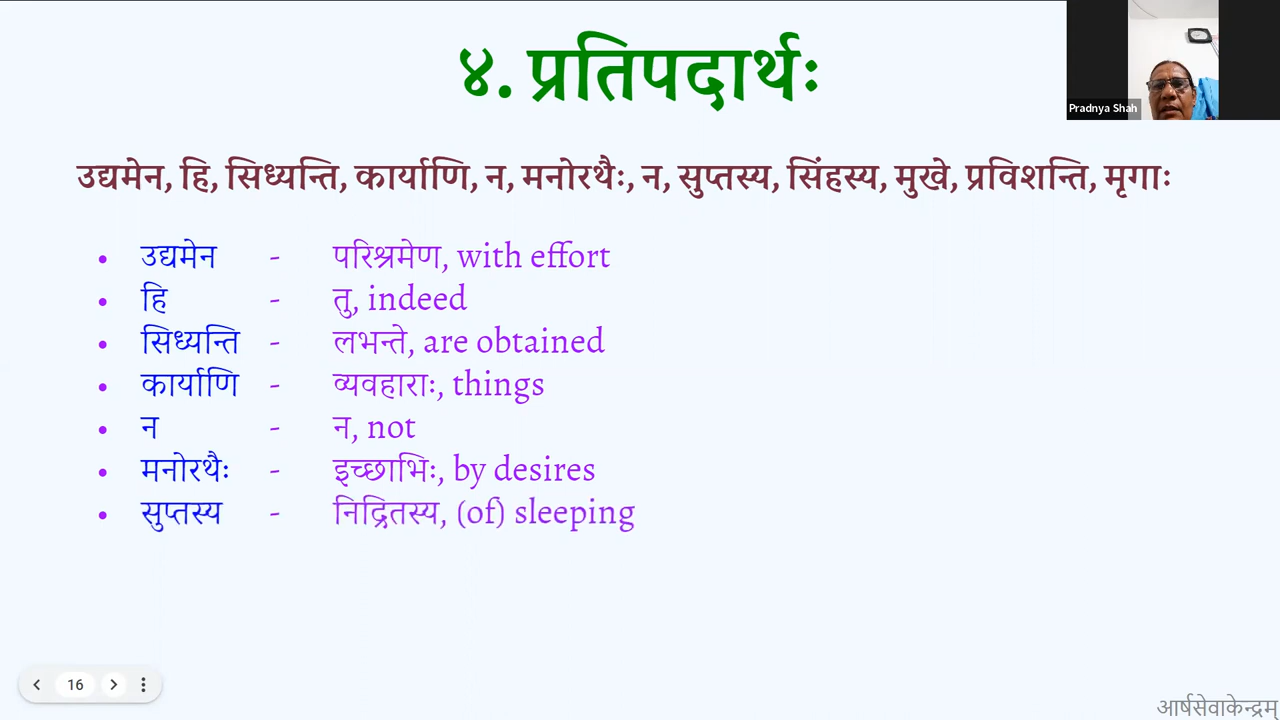 ४. प्रतिपदार्थः
Pradnya Shah
उद्यमेन, हि, सिध्यन्ति, कार्याणि, न, मनोरथैः, न, सुप्तस्य, सिंहस्य, मुखे, प्रविशन्ति, मृगाः
• उद्यमेन - परिश्रमेण, with effort
• हि - तु, indeed
• सिध्यन्ति - लभन्ते, are obtained
• कार्याणि - व्यवहाराः, things
• न - न, not
• मनोरथैः - इच्छाभिः, by desires
• सुप्तस्य - निद्रितस्य, (of) sleeping
16
आर्षसेवाकेन्द्रम्